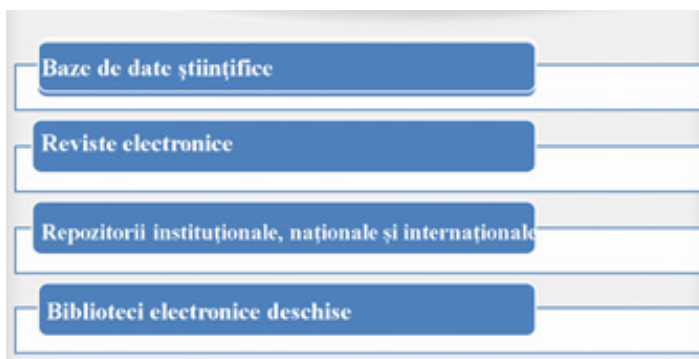 Baze de date științifice
Reviste electronice
Repozitorii instituționale, naționale și internaționale
Biblioteci electronice deschise